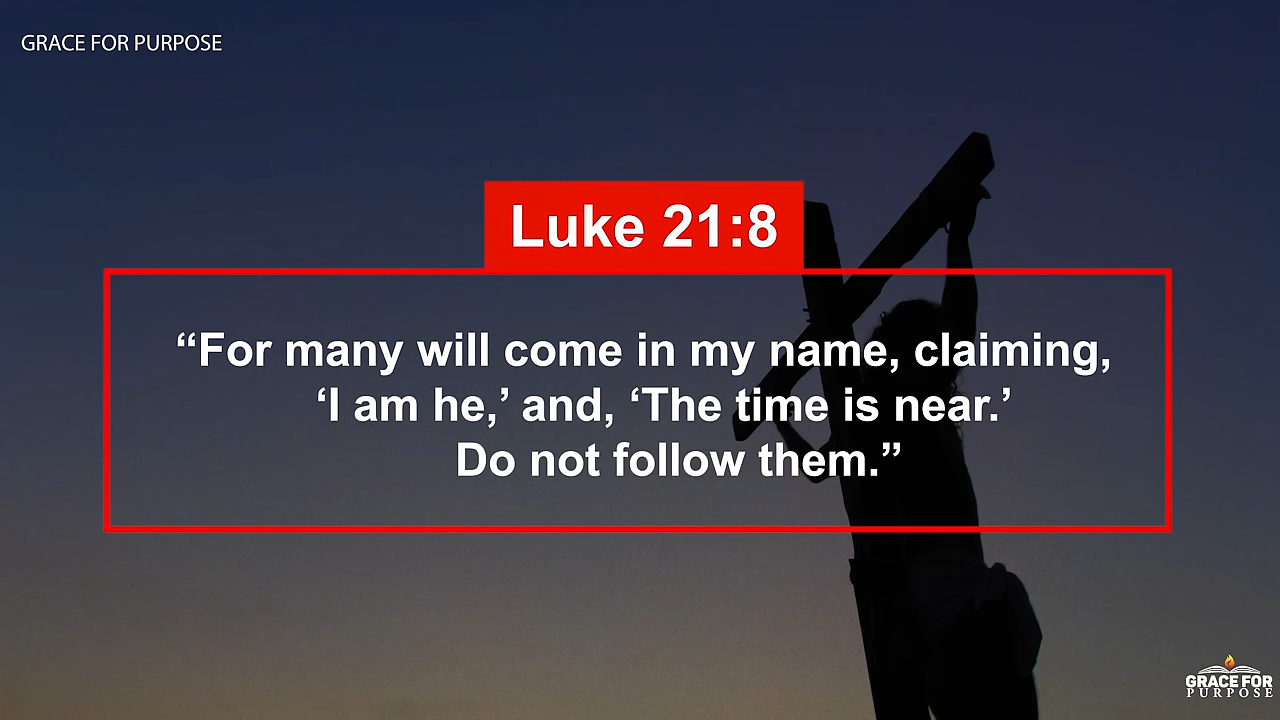 GRACE FOR PURPOSE
Luke 21:8
“For many will come in my name, claiming,
‘I am he,’ and, ‘The time is near.’
Do not follow them.”
GRACE FOR
PURPOSE